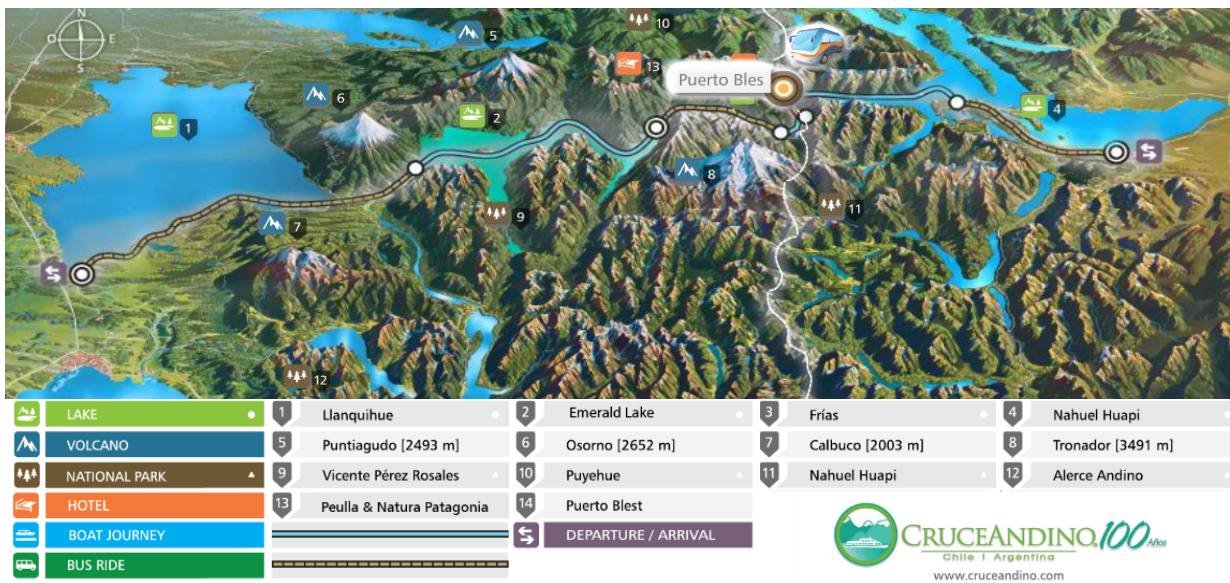 10
N
O
E
S
5
13
Puerto Bles
6
4
2
1
8
11
9
7
12
LAKE
1 Llanquihue
2 Emerald Lake
3 Frías
4 Nahuel Huapi
VOLCANO
5 Puntiagudo [2493 m]
6 Osorno [2652 m]
7 Calbuco [2003 m]
8 Tronador [3491 m]
NATIONAL PARK
9 Vicente Pérez Rosales
10 Puyehue
11 Nahuel Huapi
12 Alerce Andino
HOTEL
13 Peulla & Natura Patagonia
14 Puerto Blest
BOAT JOURNEY
DEPARTURE / ARRIVAL
BUS RIDE
CRUCEANDINO® 100 Años
Chile | Argentina
www.cruceandino.com